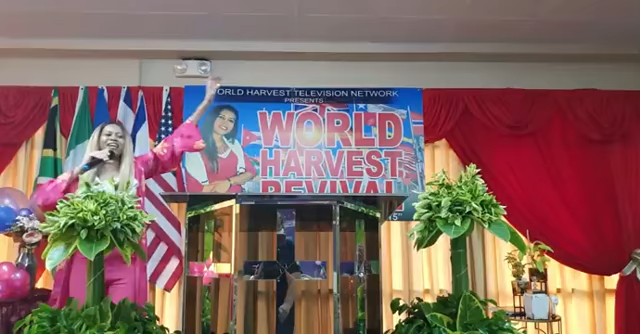 WORLD HARVEST TELEVISION NETWORK
PRESENTS
WORLD
HARVEST
REVIVAL